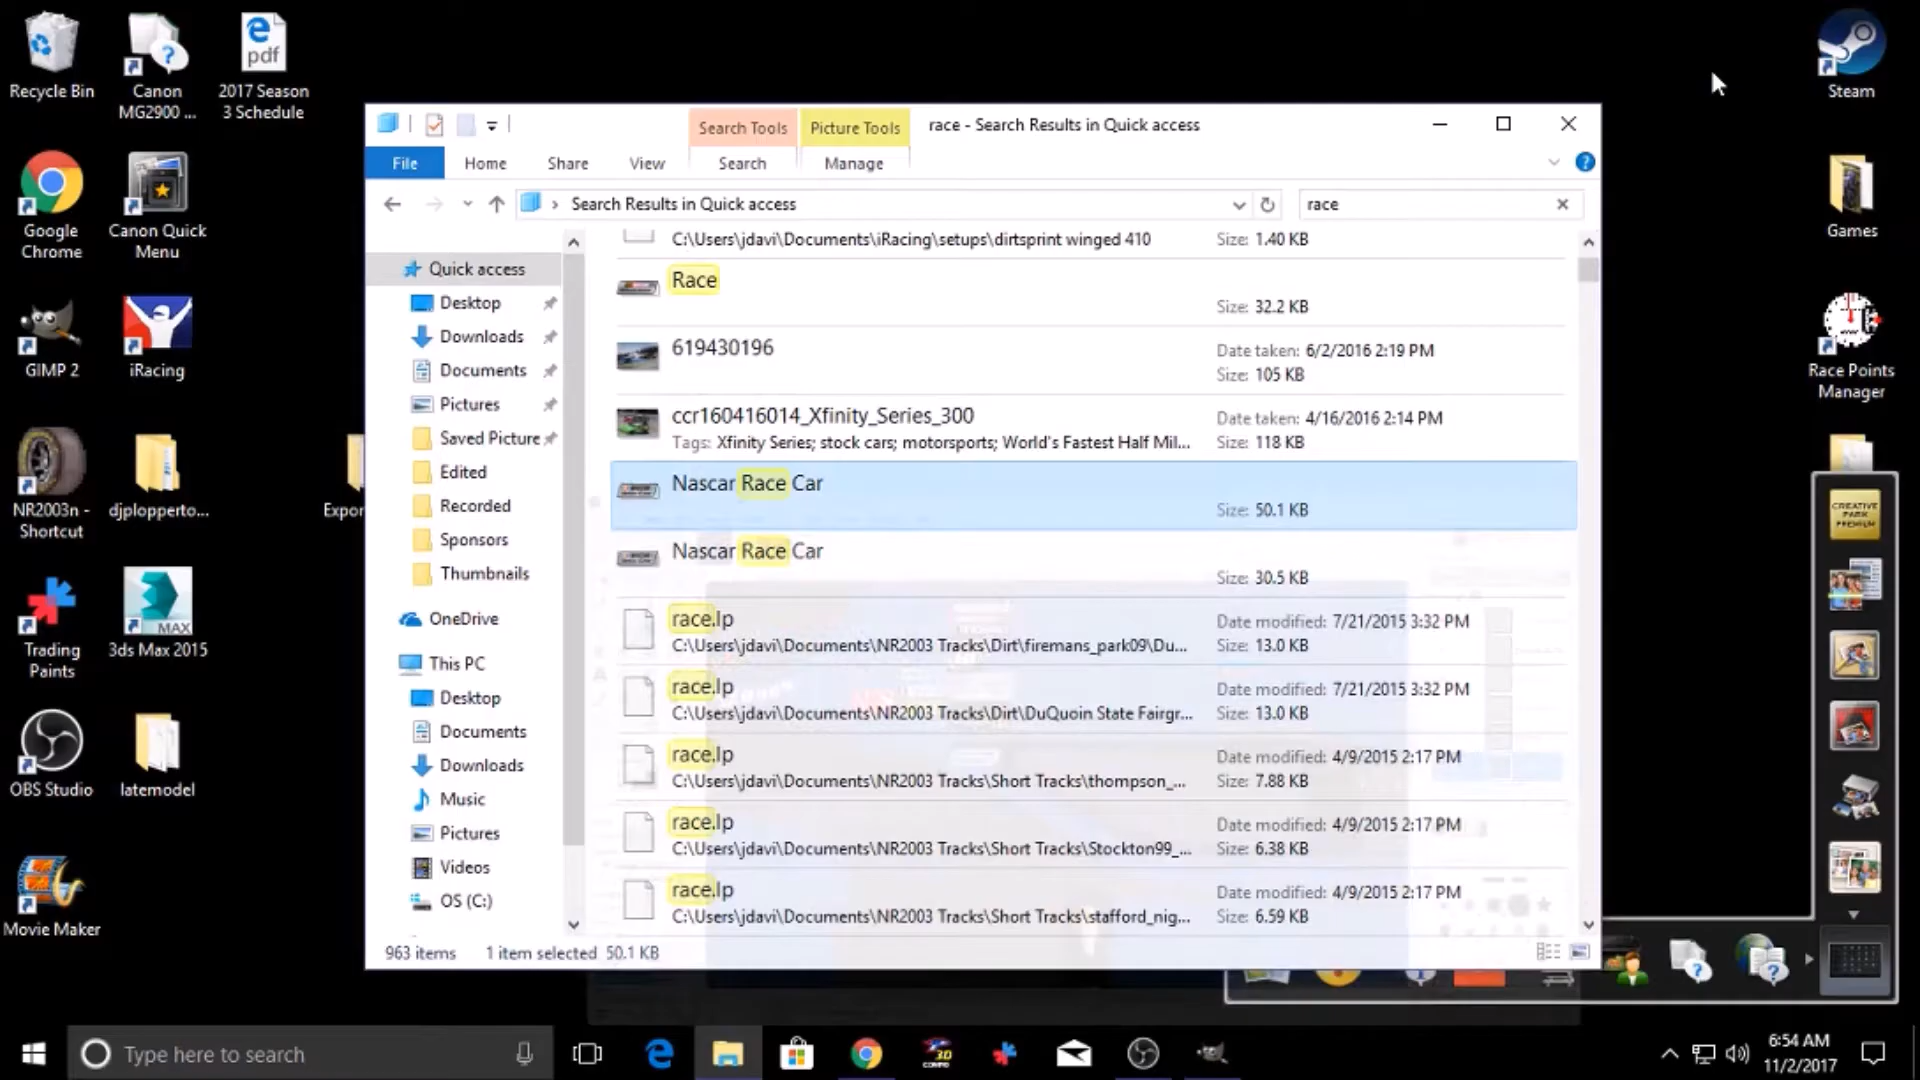 Recycle Bin
Canon
MG2900 ...
2017 Season
3 Schedule
pdf
Google
Chrome
Canon Quick
Menu
GIMP 2
iRacing
NR2003n -
Shortcut
djplopperto...
Expor
Trading
Paints
3ds Max 2015
MAX
OBS Studio
latemodel
Movie Maker
Steam
Games
Race Points
Manager
CREATIVE
PARK
PREMIUM
Search Tools
Picture Tools
race - Search Results in Quick access
File
Home
Share
View
Search
Manage
Search Results in Quick access
race
Quick access
Desktop
Downloads
Documents
Pictures
Saved Picture
Edited
Recorded
Sponsors
Thumbnails
OneDrive
This PC
Desktop
Documents
Downloads
Music
Pictures
Videos
OS (C:)
C:\Users\jdavi\Documents\iRacing\setups\dirtsprint winged 410 Size: 1.40 KB
Race
Size: 32.2 KB
619430196 Date taken: 6/2/2016 2:19 PM
Size: 105 KB
ccr160416014_Xfinity_Series_300 Date taken: 4/16/2016 2:14 PM
Tags: Xfinity Series; stock cars; motorsports; World's Fastest Half Mil... Size: 118 KB
Nascar Race Car
Size: 50.1 KB
Nascar Race Car
Size: 30.5 KB
race.lp Date modified: 7/21/2015 3:32 PM
C:\Users\jdavi\Documents\NR2003 Tracks\Dirt\firemans_park09\Du... Size: 13.0 KB
race.lp Date modified: 7/21/2015 3:32 PM
C:\Users\jdavi\Documents\NR2003 Tracks\Dirt\DuQuoin State Fairgr... Size: 13.0 KB
race.lp Date modified: 4/9/2015 2:17 PM
C:\Users\jdavi\Documents\NR2003 Tracks\Short Tracks\thompson_... Size: 7.88 KB
race.lp Date modified: 4/9/2015 2:17 PM
C:\Users\jdavi\Documents\NR2003 Tracks\Short Tracks\Stockton99_... Size: 6.38 KB
race.lp Date modified: 4/9/2015 2:17 PM
C:\Users\jdavi\Documents\NR2003 Tracks\Short Tracks\stafford_nig... Size: 6.59 KB
963 items 1 item selected 50.1 KB
Type here to search
6:54 AM
11/2/2017